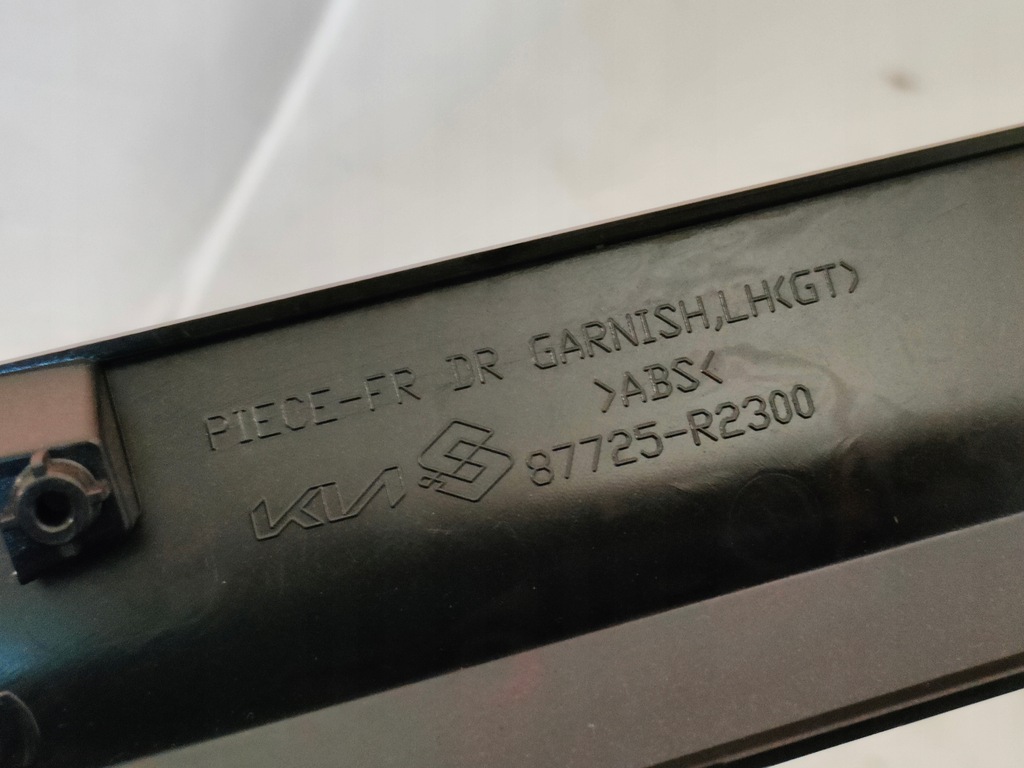 PIECE-FR DR GARNISH,LH<GT>
>ABS<
KIA 87725-R2300